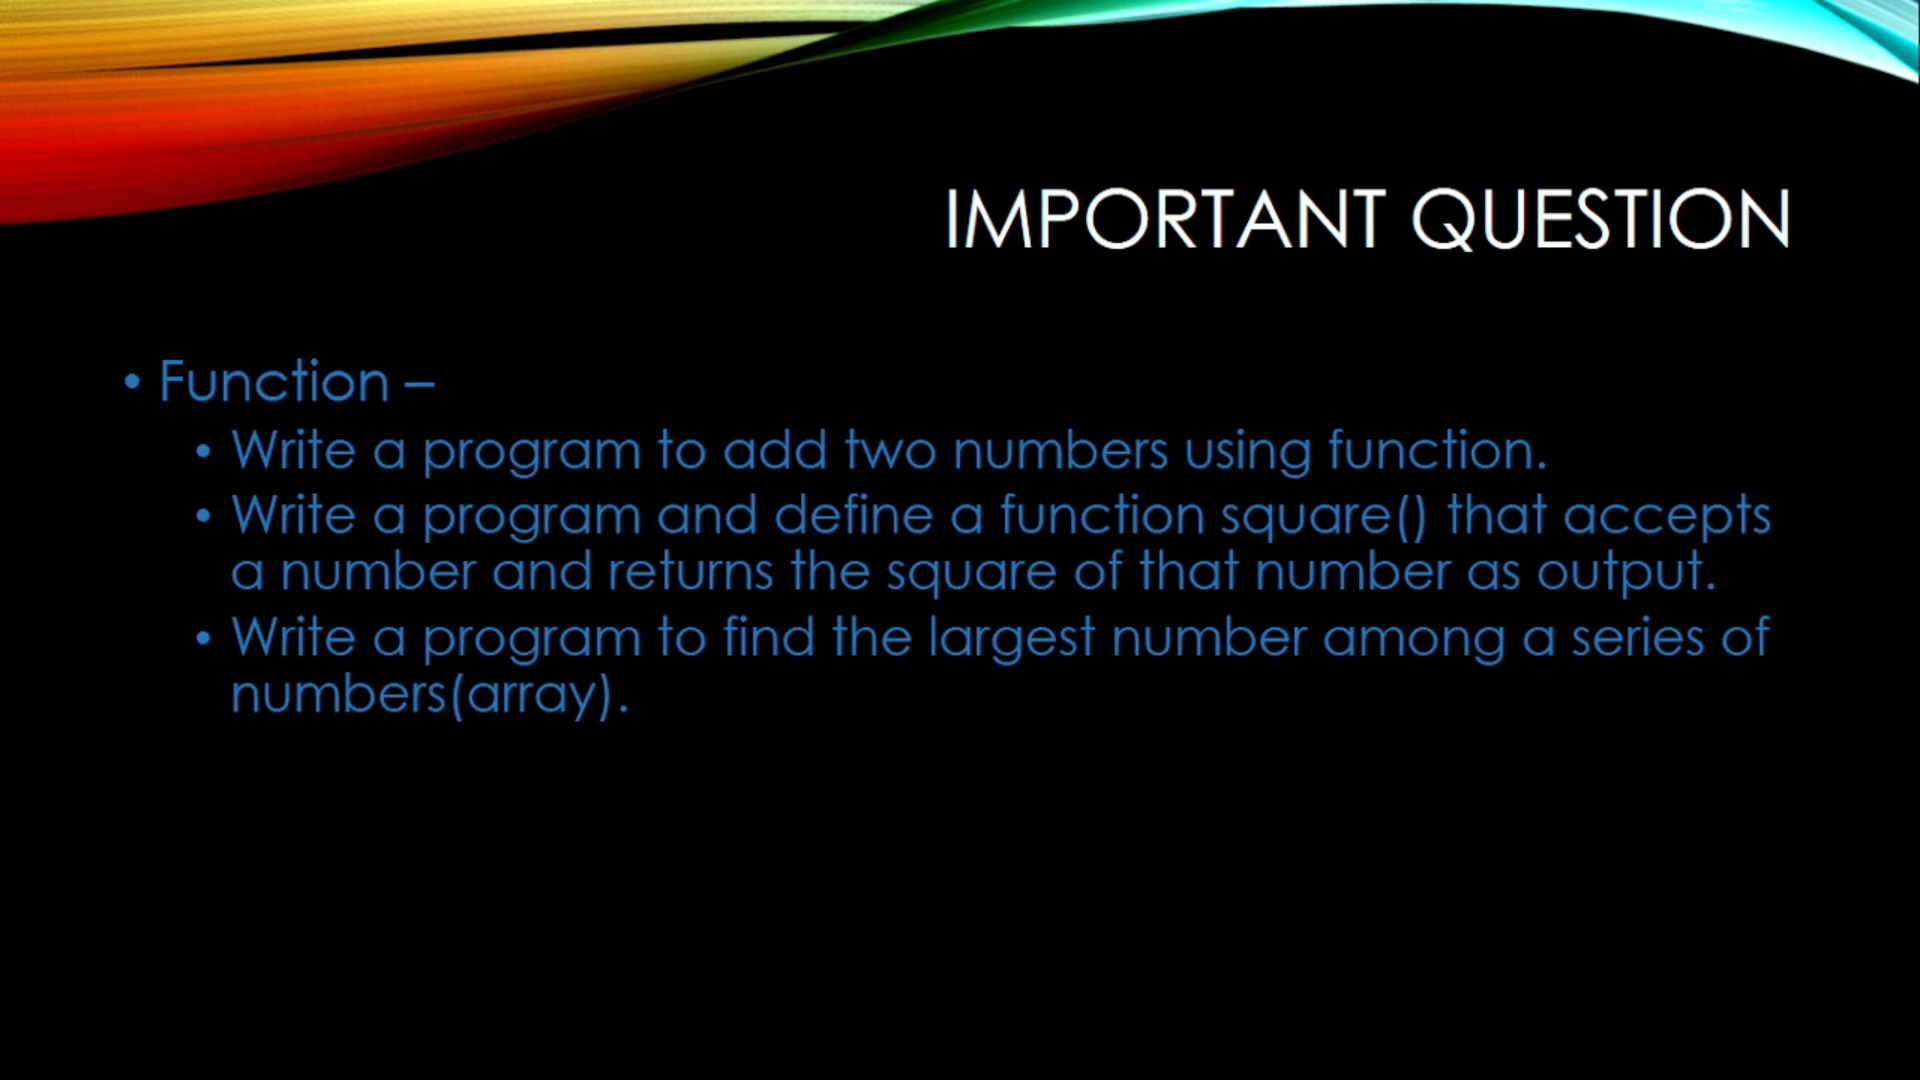 IMPORTANT QUESTION
• Function –
• Write a program to add two numbers using function.
• Write a program and define a function square() that accepts
a number and returns the square of that number as output.
• Write a program to find the largest number among a series of
numbers(array).